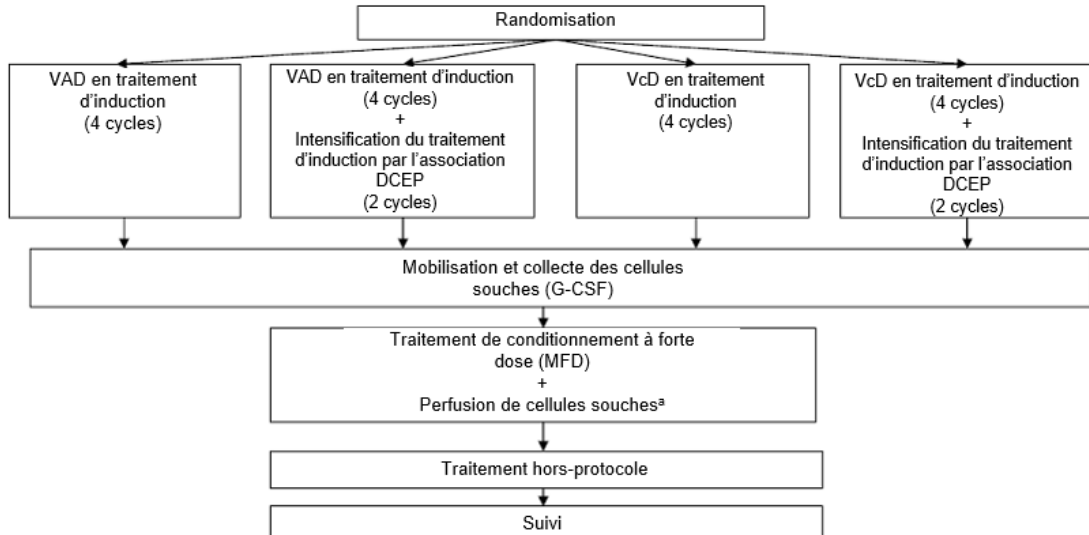 Randomisation
VAD en traitement
d'induction
(4 cycles)
VAD en traitement d'induction
(4 cycles)
+
Intensification du traitement
d'induction par l'association
DCEP
(2 cycles)
VcD en traitement
d'induction
(4 cycles)
VcD en traitement d'induction
(4 cycles)
+
Intensification du traitement
d'induction par l'association
DCEP
(2 cycles)
Mobilisation et collecte des cellules
souches (G-CSF)
Traitement de conditionnement à forte
dose (MFD)
+
Perfusion de cellules souchesª
Traitement hors-protocole
Suivi